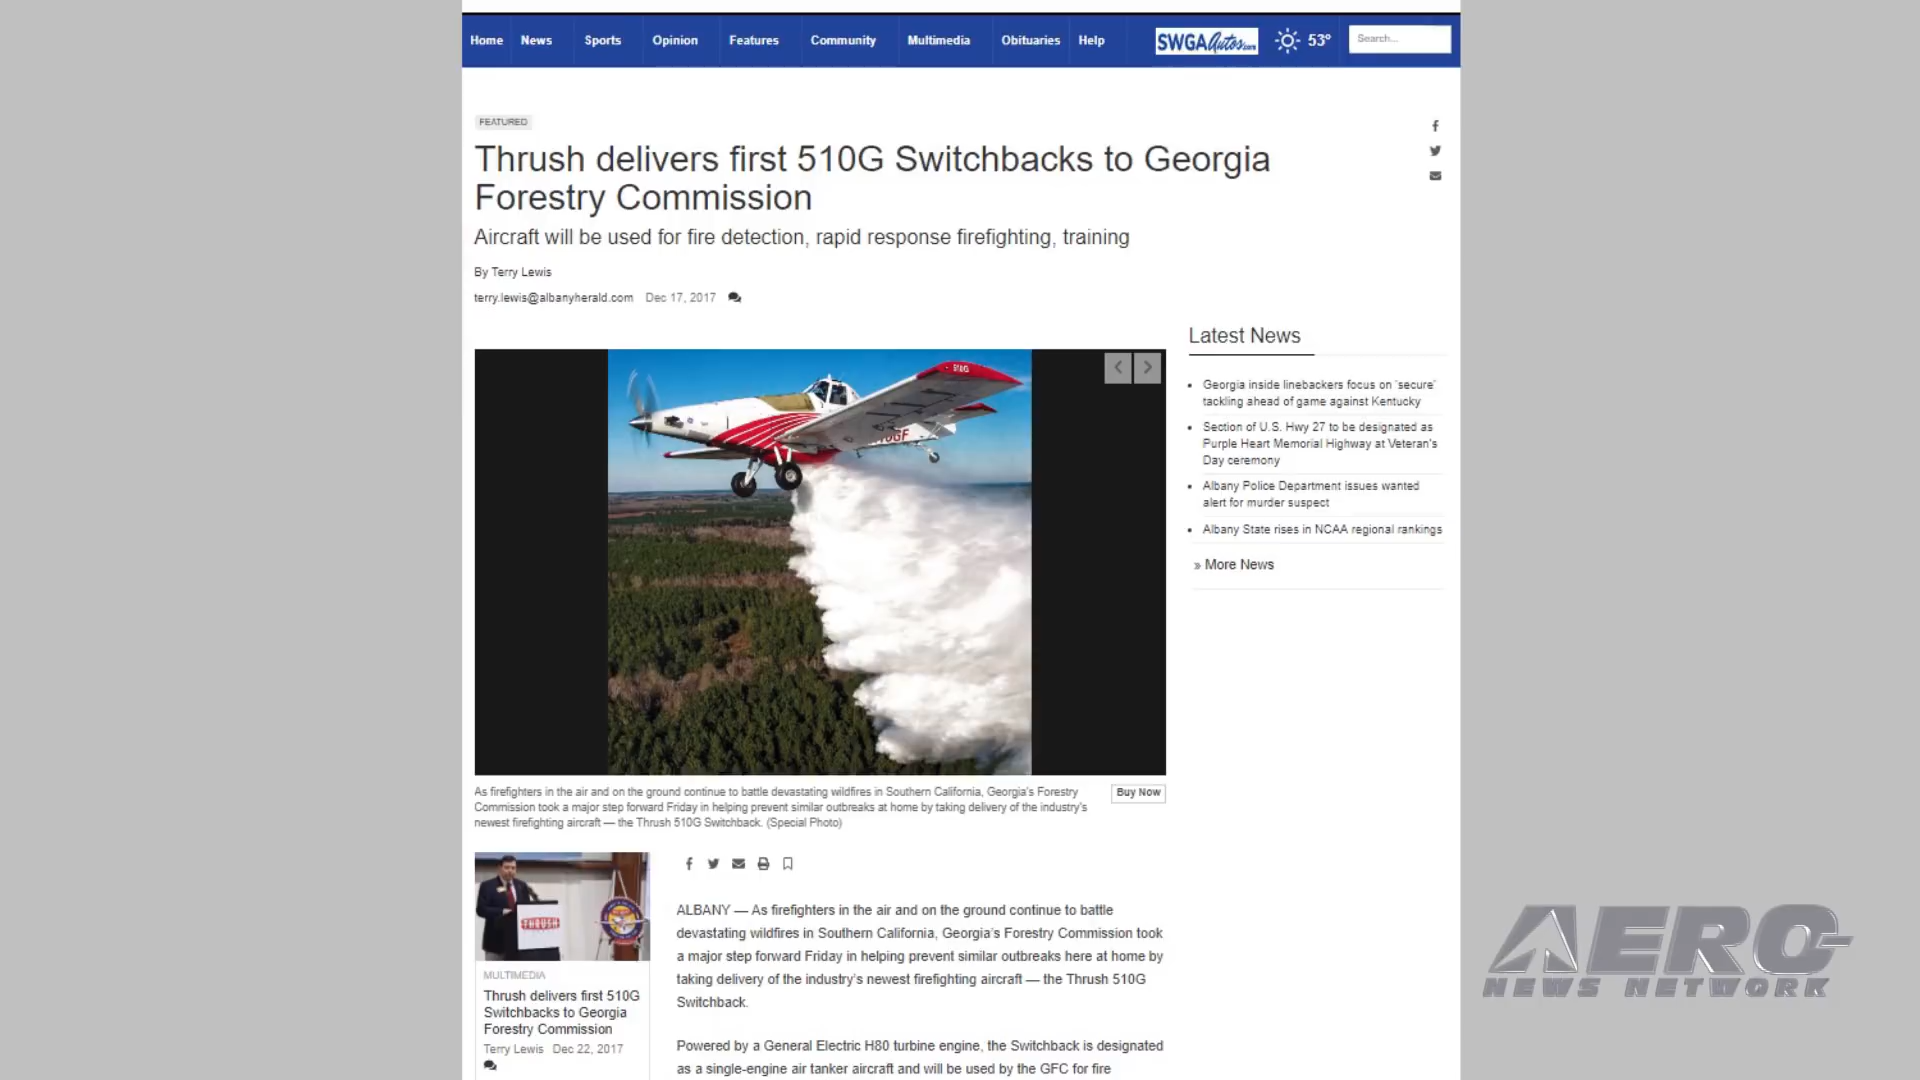 Home News Sports Opinion Features Community Multimedia Obituaries Help SWGAAutos.com 53° Search...
FEATURED
Thrush delivers first 510G Switchbacks to Georgia
Forestry Commission
Aircraft will be used for fire detection, rapid response firefighting, training
By Terry Lewis
terry.lewis@albanyherald.com Dec 17, 2017
510G
As firefighters in the air and on the ground continue to battle devastating wildfires in Southern California, Georgia's Forestry
Commission took a major step forward Friday in helping prevent similar outbreaks at home by taking delivery of the industry's
newest firefighting aircraft — the Thrush 510G Switchback. (Special Photo)
Buy Now
Latest News
Georgia inside linebackers focus on 'secure'
tackling ahead of game against Kentucky
Section of U.S. Hwy 27 to be designated as
Purple Heart Memorial Highway at Veteran's
Day ceremony
Albany Police Department issues wanted
alert for murder suspect
Albany State rises in NCAA regional rankings
» More News
THRUSH
MULTIMEDIA
Thrush delivers first 510G
Switchbacks to Georgia
Forestry Commission
Terry Lewis Dec 22, 2017
ALBANY — As firefighters in the air and on the ground continue to battle
devastating wildfires in Southern California, Georgia's Forestry Commission took
a major step forward Friday in helping prevent similar outbreaks here at home by
taking delivery of the industry's newest firefighting aircraft — the Thrush 510G
Switchback.
Powered by a General Electric H80 turbine engine, the Switchback is designated
as a single-engine air tanker aircraft and will be used by the GFC for fire
AERO-
NEWS NETWORK